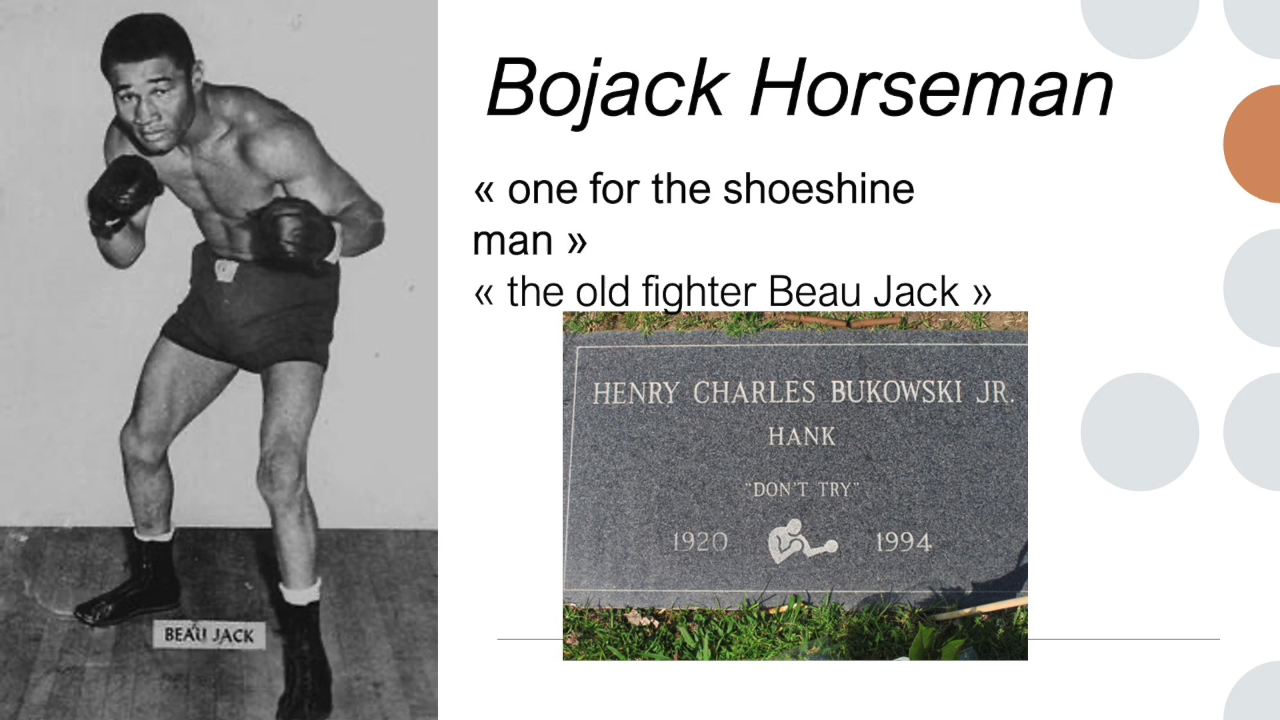 Bojack Horseman
« one for the shoeshine
man »
« the old fighter Beau Jack »
HENRY CHARLES BUKOWSKI JR.
HANK
"DON'T TRY"
1920 1994
BEAU JACK